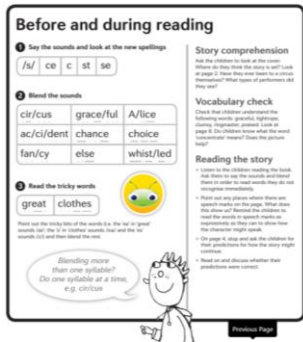 Before and during reading
1 Say the sounds and look at the new spellings
/s/ ce c st se
2 Blend the sounds
cir/cus grace/ful A/lice
ac/ci/dent chance choice
fan/cy else whist/led
3 Read the tricky words
great clothes
Point out the tricky bits of the words (i.e. the 'ea' in 'great'
sounds /ai/; the 'o' in 'clothes' sounds /oa/ and the 'es'
sounds /z/) and then blend the rest.
Blending more
than one syllable?
Do one syllable at a time,
e.g. cir/cus
Story comprehension
Ask the children to look at the cover.
Where do they think the story is set? Look
at page 2. Have they ever been to a circus
themselves? What types of performers did
they see?
Vocabulary check
Check that children understand the
following words: graceful, tightrope,
clumsy, ringmaster, prested. Look at
page 8. Do children know what the word
'concentrate' means? Does the picture
help?
Reading the story
• Listen to the children reading the book.
Ask them to say the sounds and blend
them in order to read words they do not
recognise immediately.
• Point out any places where there are
speech marks on the page. What does
this show us? Remind the children to
read the words in speech marks as
expressively as they can to show how
the character might speak.
• On page 4, stop and ask the children for
their predictions for how the story might
continue.
• Read on and discuss whether their
predictions were correct.
Previous Page